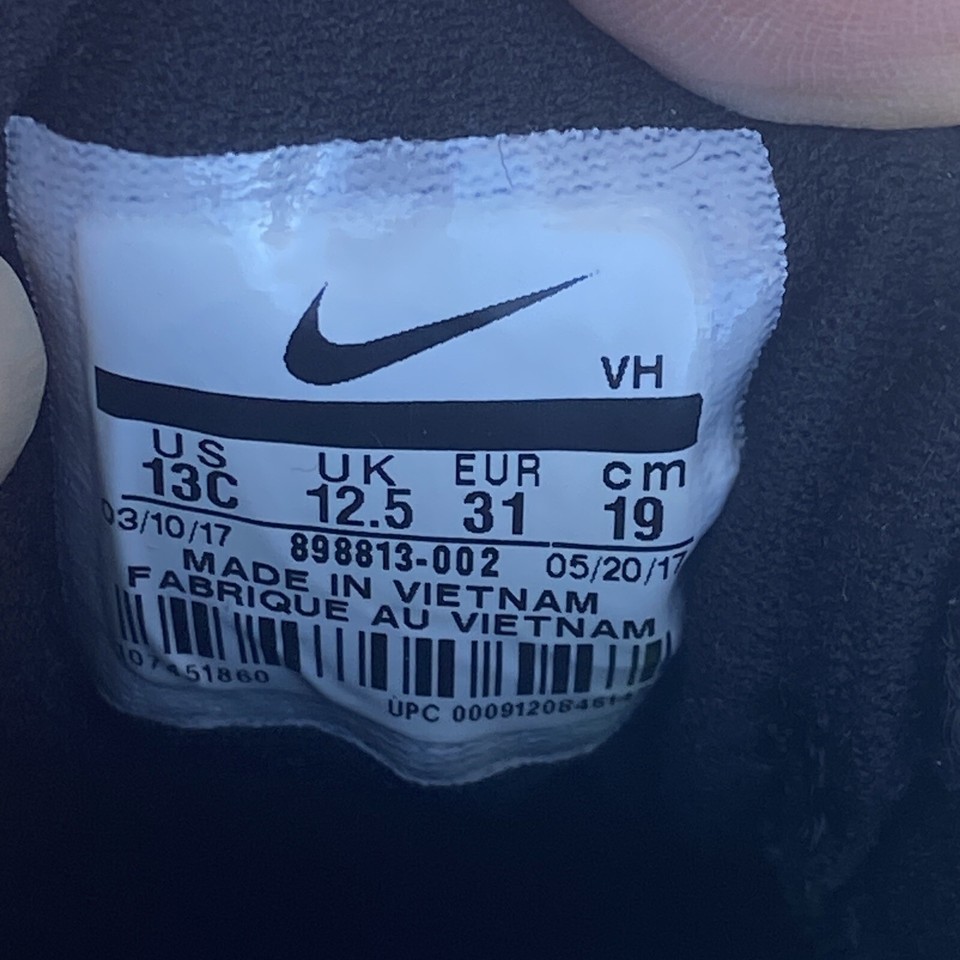 VH
US UK EUR cm
13C 12.5 31 19
03/10/17 898813-002 05/20/17
MADE IN VIETNAM
FABRIQUE AU VIETNAM
UPC